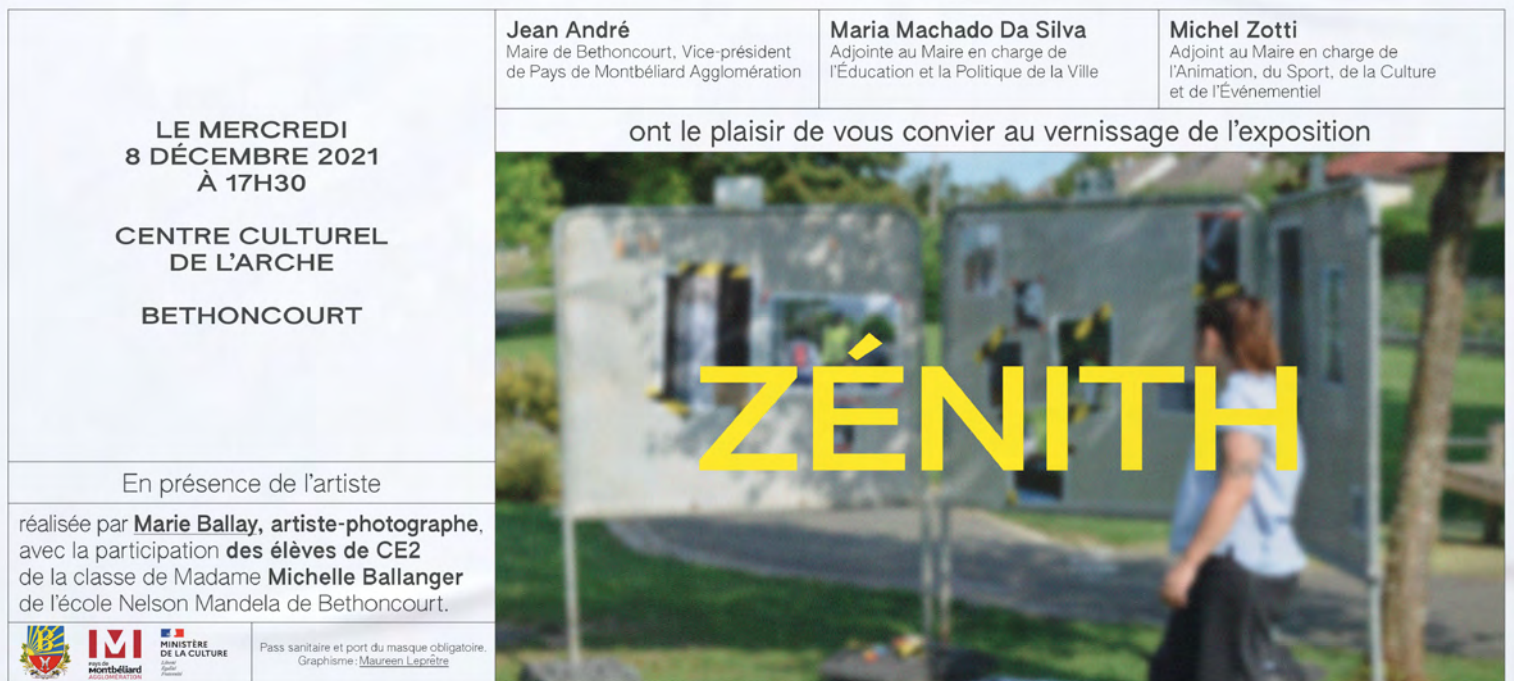 Jean André
Maire de Bethoncourt, Vice-président
de Pays de Montbéliard Agglomération
Maria Machado Da Silva
Adjointe au Maire en charge de
l'Éducation et la Politique de la Ville
Michel Zotti
Adjoint au Maire en charge de
l'Animation, du Sport, de la Culture
et de l'Événementiel
ont le plaisir de vous convier au vernissage de l'exposition
LE MERCREDI
8 DÉCEMBRE 2021
À 17H30
CENTRE CULTUREL
DE L'ARCHE
BETHONCOURT
ZÉNITH
En présence de l'artiste
réalisée par Marie Ballay, artiste-photographe,
avec la participation des élèves de CE2
de la classe de Madame Michelle Ballanger
de l'école Nelson Mandela de Bethoncourt.
B
M
Pays de
Montbéliard
AGGLOMÉRATION
MINISTÈRE
DE LA CULTURE
Liberté
Égalité
Fraternité
Pass sanitaire et port du masque obligatoire.
Graphisme : Maureen Leprêtre